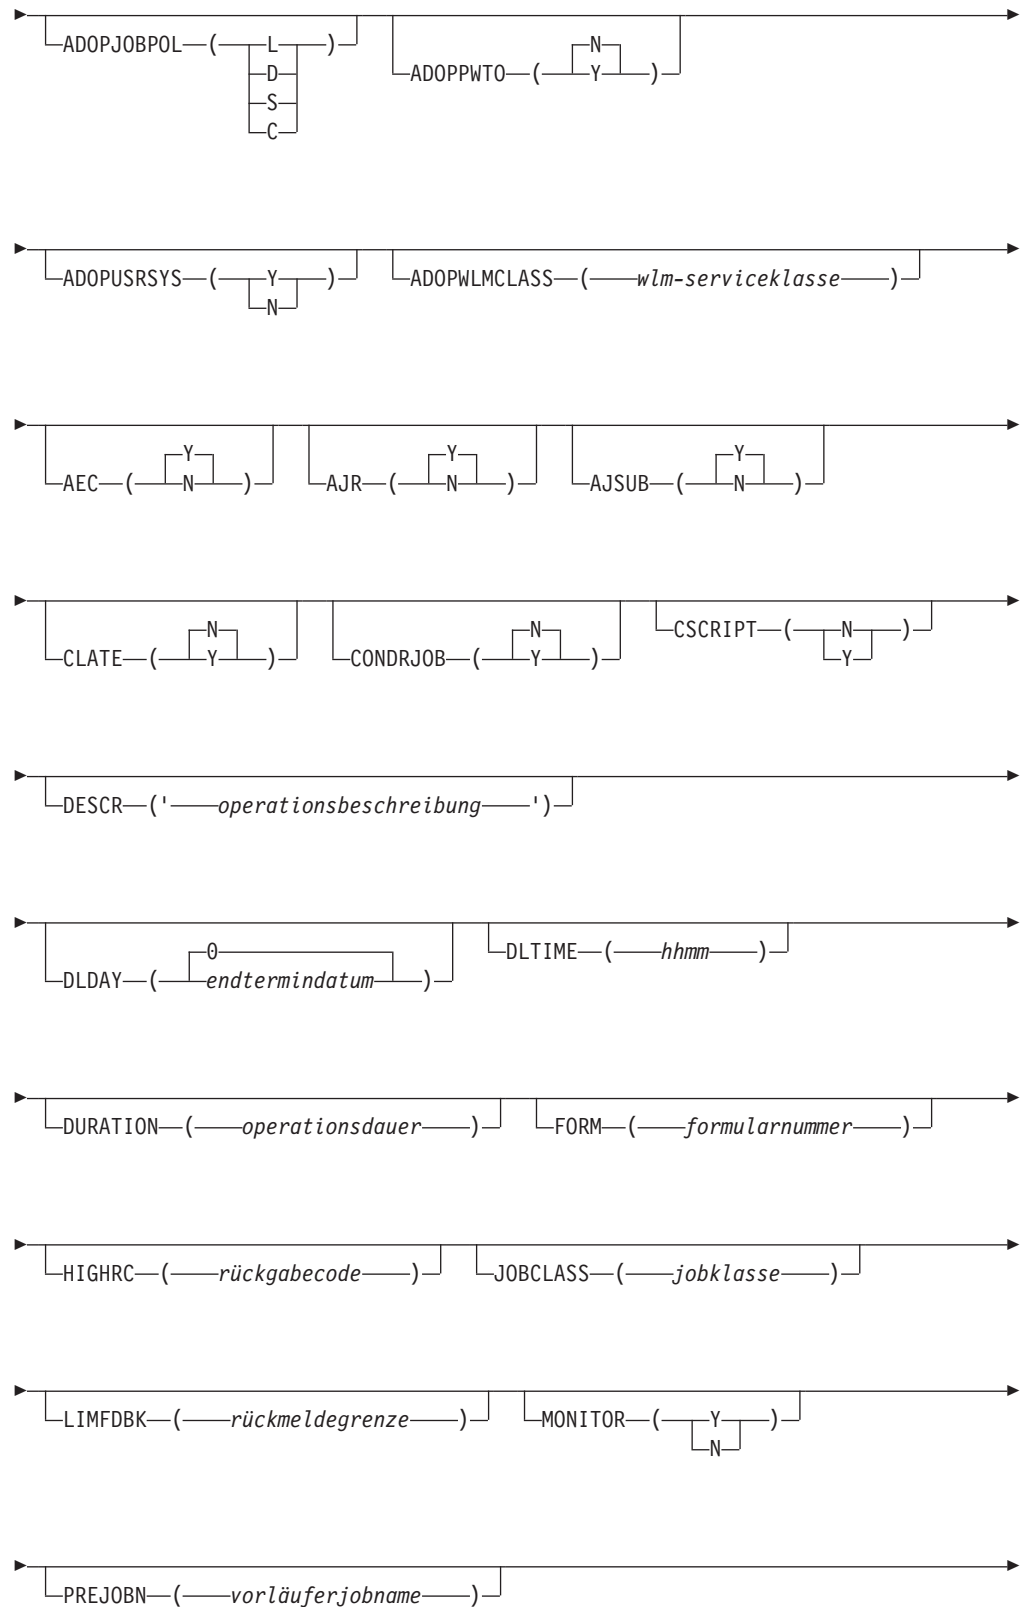 ADOPJOBPOL ( L ) ADOPPWTO ( N )
D Y
S
C
ADOPUSRSYS ( Y ) ADOPWLMCLASS ( wlm-serviceklasse )
N
Y Y Y
AEC ( N ) AJR ( N ) AJSUB ( N )
N N CSCRIPT ( N )
CLATE ( Y ) CONDRJOB ( Y ) Y
DESCR (' operationsbeschreibung ')
0 DLTIME ( hhmm )
DLDAY ( endtermindatum )
DURATION ( operationsdauer ) FORM ( formularnummer )
HIGHRC ( rückgabecode ) JOBCLASS ( jobklasse )
LIMFDBK ( rückmeldegrenze ) MONITOR ( Y )
N
PREJOBN ( vorläuferjobname )